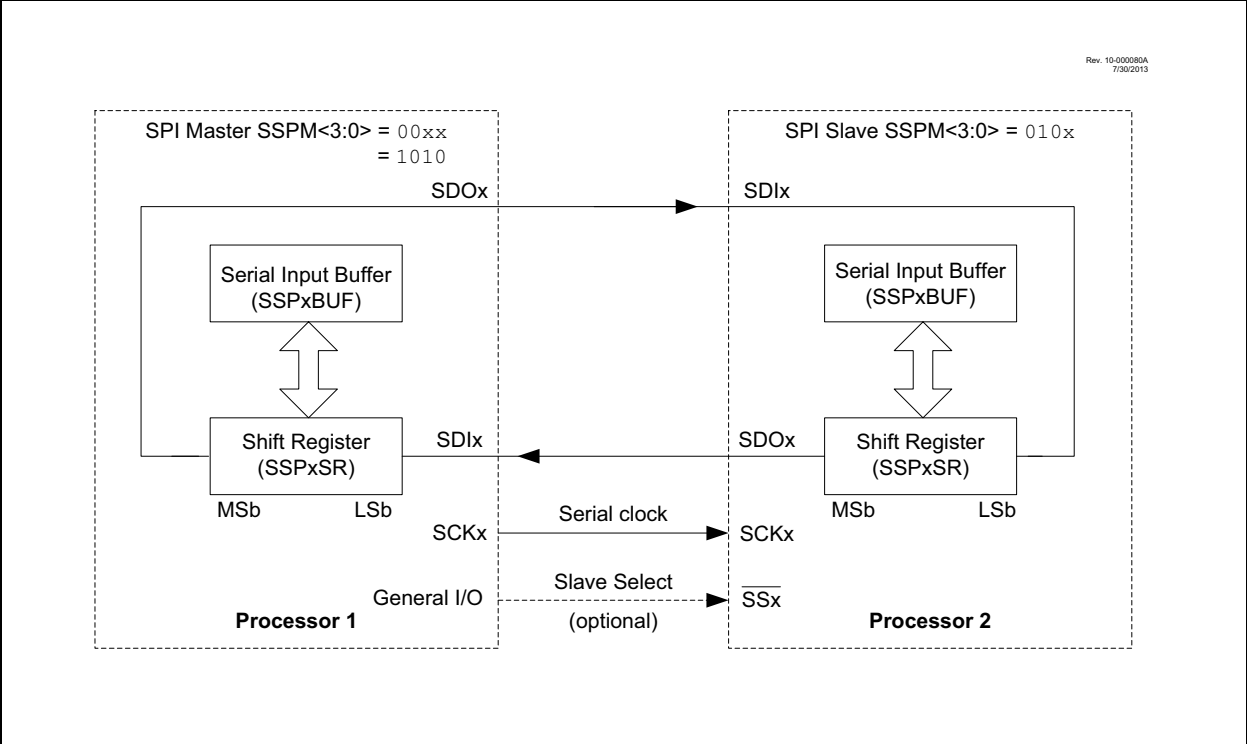 Rev. 10-000080A
7/30/2013
SPI Master SSPM<3:0> = 00xx
= 1010
SPI Slave SSPM<3:0> = 010x
SDOx
SDIx
Serial Input Buffer
(SSPxBUF)
Serial Input Buffer
(SSPxBUF)
Shift Register
(SSPxSR)
SDIx
SDOx
Shift Register
(SSPxSR)
MSb
LSb
MSb
LSb
SCKx
Serial clock
SCKx
General I/O
Slave Select
(optional)
SSx
Processor 1
Processor 2